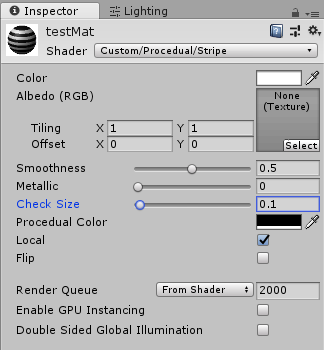 Inspector
Lighting
testMat
Shader Custom/Procedual/Stripe
Color
Albedo (RGB)
None (Texture)
Tiling X 1 Y 1
Offset X 0 Y 0
Select
Smoothness 0.5
Metallic 0
Check Size 0.1
Procedual Color
Local
Flip
Render Queue From Shader 2000
Enable GPU Instancing
Double Sided Global Illumination